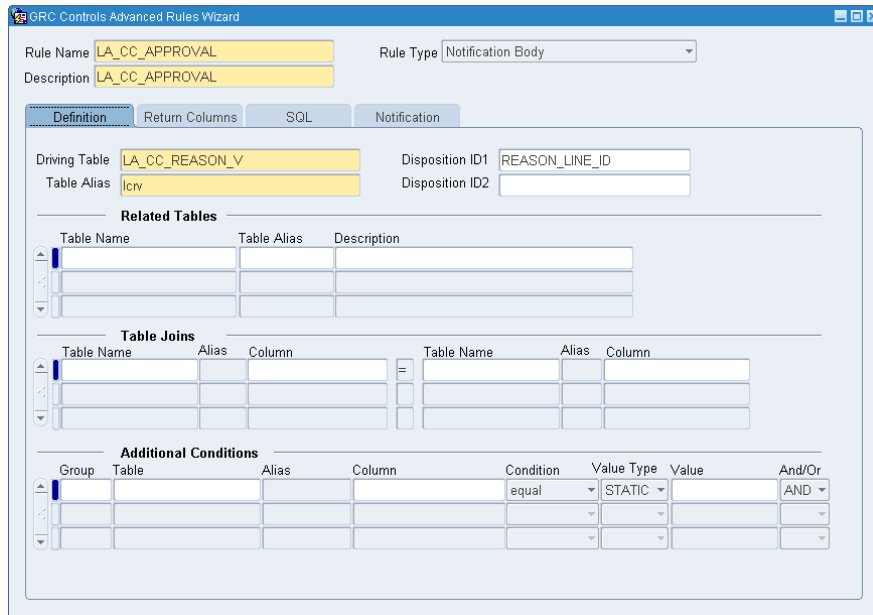 GRC Controls Advanced Rules Wizard
Rule Name LA_CC_APPROVAL Rule Type Notification Body
Description LA_CC_APPROVAL
Definition Return Columns SQL Notification
Driving Table LA_CC_REASON_V Disposition ID1 REASON_LINE_ID
Table Alias lcrv Disposition ID2
Related Tables
Table Name Table Alias Description
Table Joins
Table Name Alias Column Table Name Alias Column
=
Additional Conditions
Group Table Alias Column Condition Value Type Value And/Or
equal STATIC AND